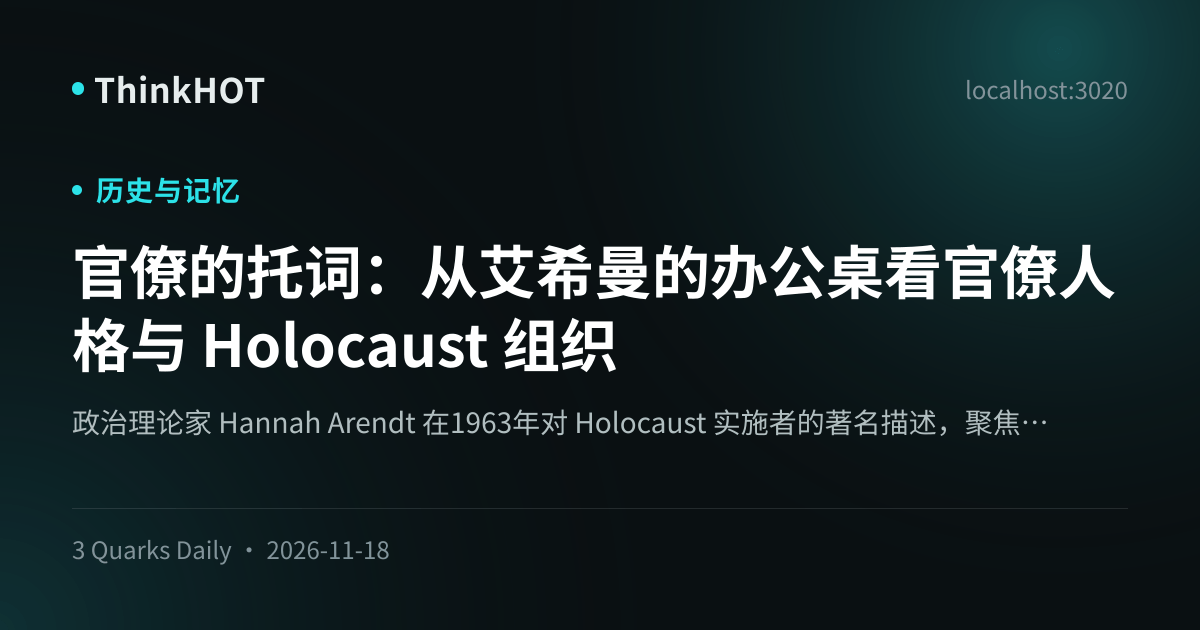 ThinkHOT
localhost:3020
历史与记忆
官僚的托词：从艾希曼的办公桌看官僚人
格与 Holocaust 组织
政治理论家 Hannah Arendt 在1963年对 Holocaust 实施者的著名描述，聚焦…
3 Quarks Daily · 2026-11-18